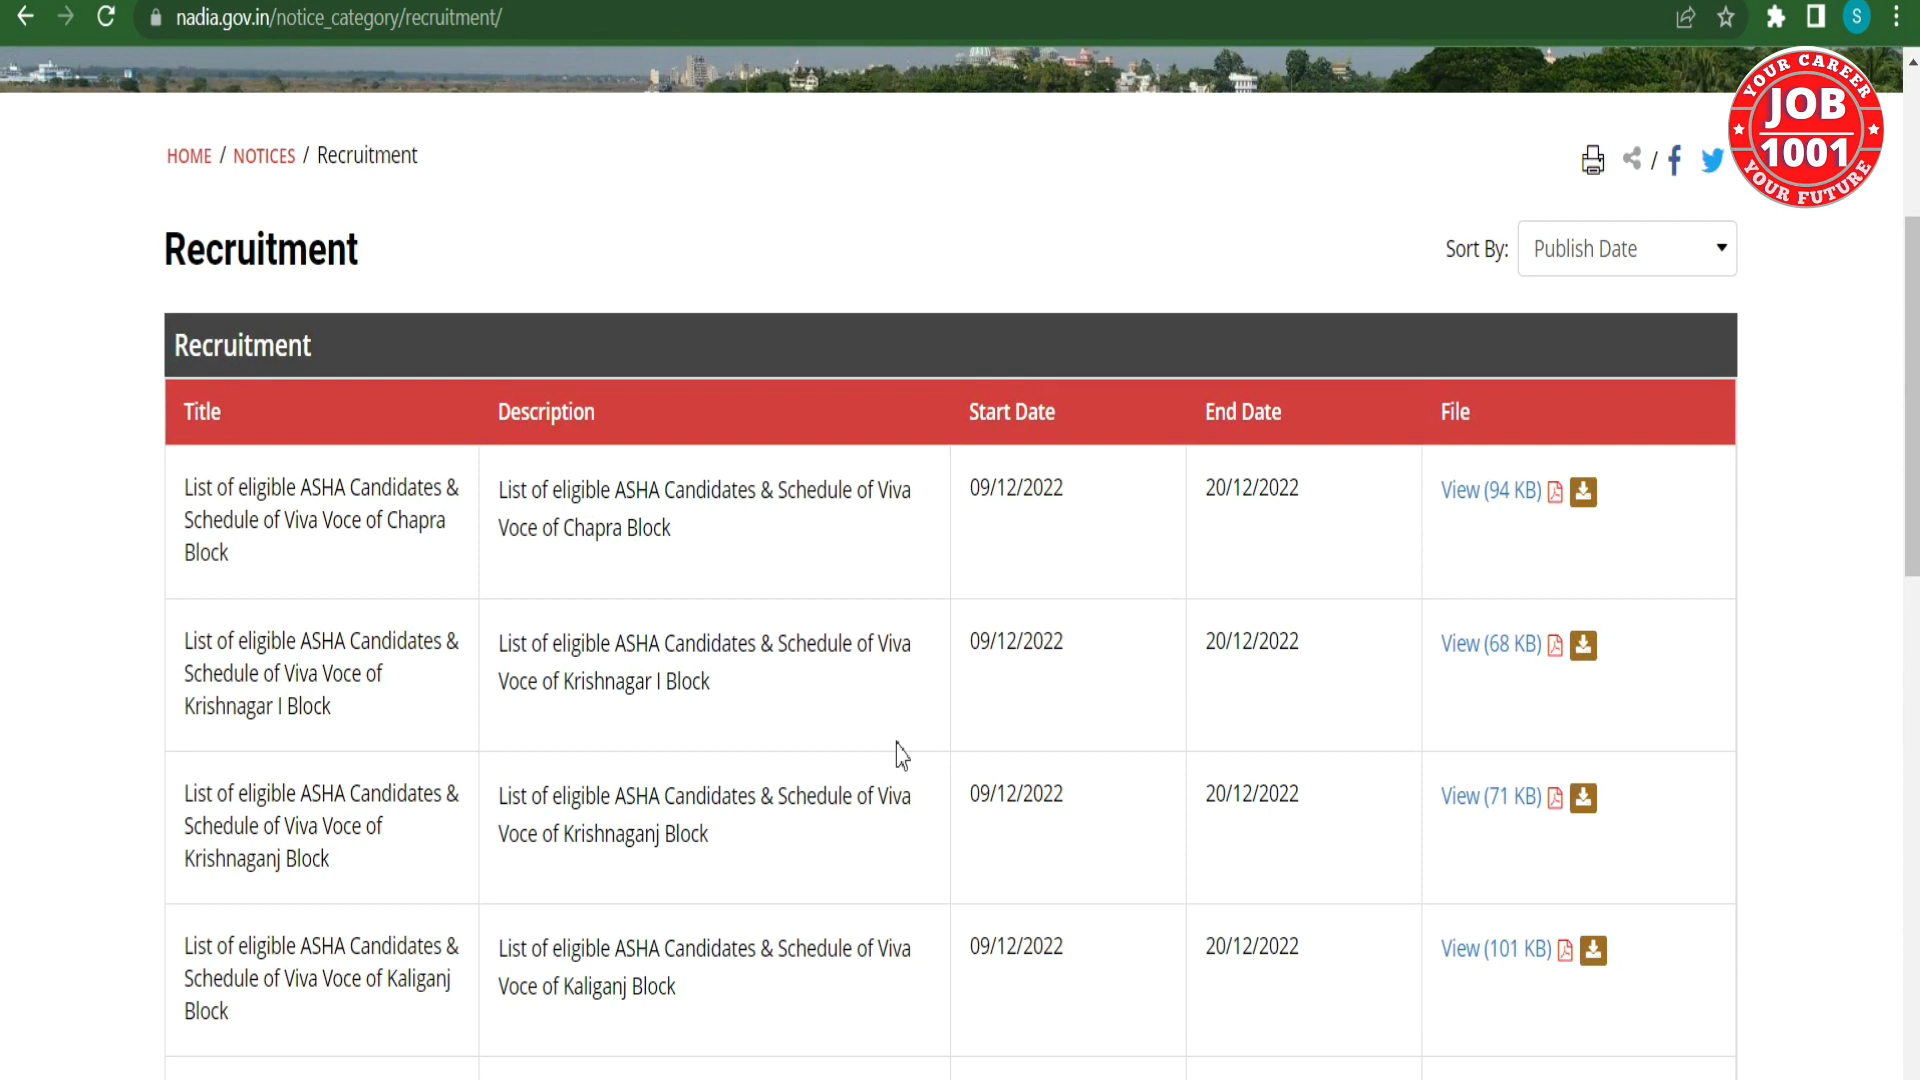 nadia.gov.in/notice_category/recruitment/
S
YOUR CAREER
JOB
1001
YOUR FUTURE
HOME / NOTICES / Recruitment
/
Recruitment
Sort By: Publish Date
Recruitment
Title Description Start Date End Date File
List of eligible ASHA Candidates &
Schedule of Viva Voce of Chapra
Block
List of eligible ASHA Candidates & Schedule of Viva
Voce of Chapra Block
09/12/2022
20/12/2022
View (94 KB)
List of eligible ASHA Candidates &
Schedule of Viva Voce of
Krishnagar I Block
List of eligible ASHA Candidates & Schedule of Viva
Voce of Krishnagar I Block
09/12/2022
20/12/2022
View (68 KB)
List of eligible ASHA Candidates &
Schedule of Viva Voce of
Krishnaganj Block
List of eligible ASHA Candidates & Schedule of Viva
Voce of Krishnaganj Block
09/12/2022
20/12/2022
View (71 KB)
List of eligible ASHA Candidates &
Schedule of Viva Voce of Kaliganj
Block
List of eligible ASHA Candidates & Schedule of Viva
Voce of Kaliganj Block
09/12/2022
20/12/2022
View (101 KB)